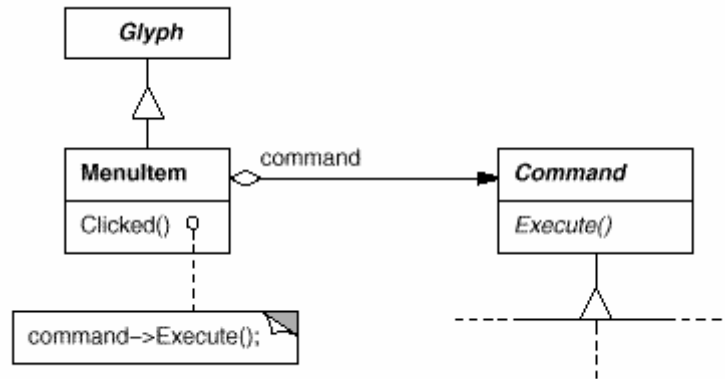 Glyph
MenuItem
Clicked()
command
Command
Execute()
command−>Execute();